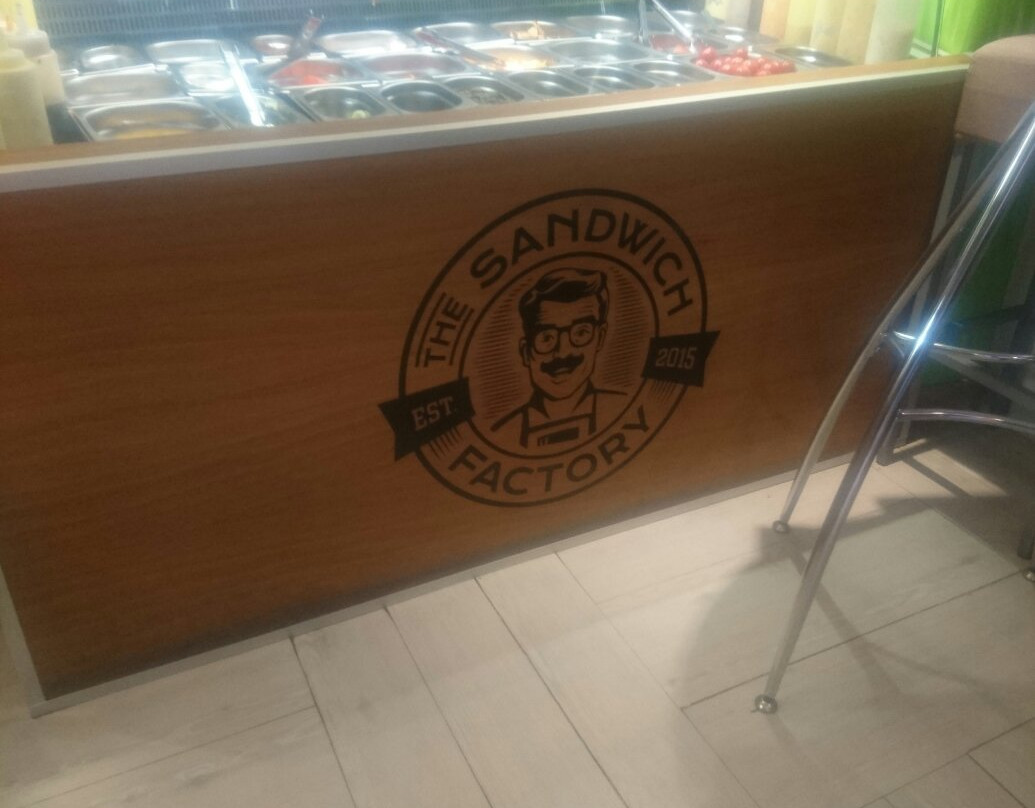 THE SANDWICH
EST. 2015
FACTORY